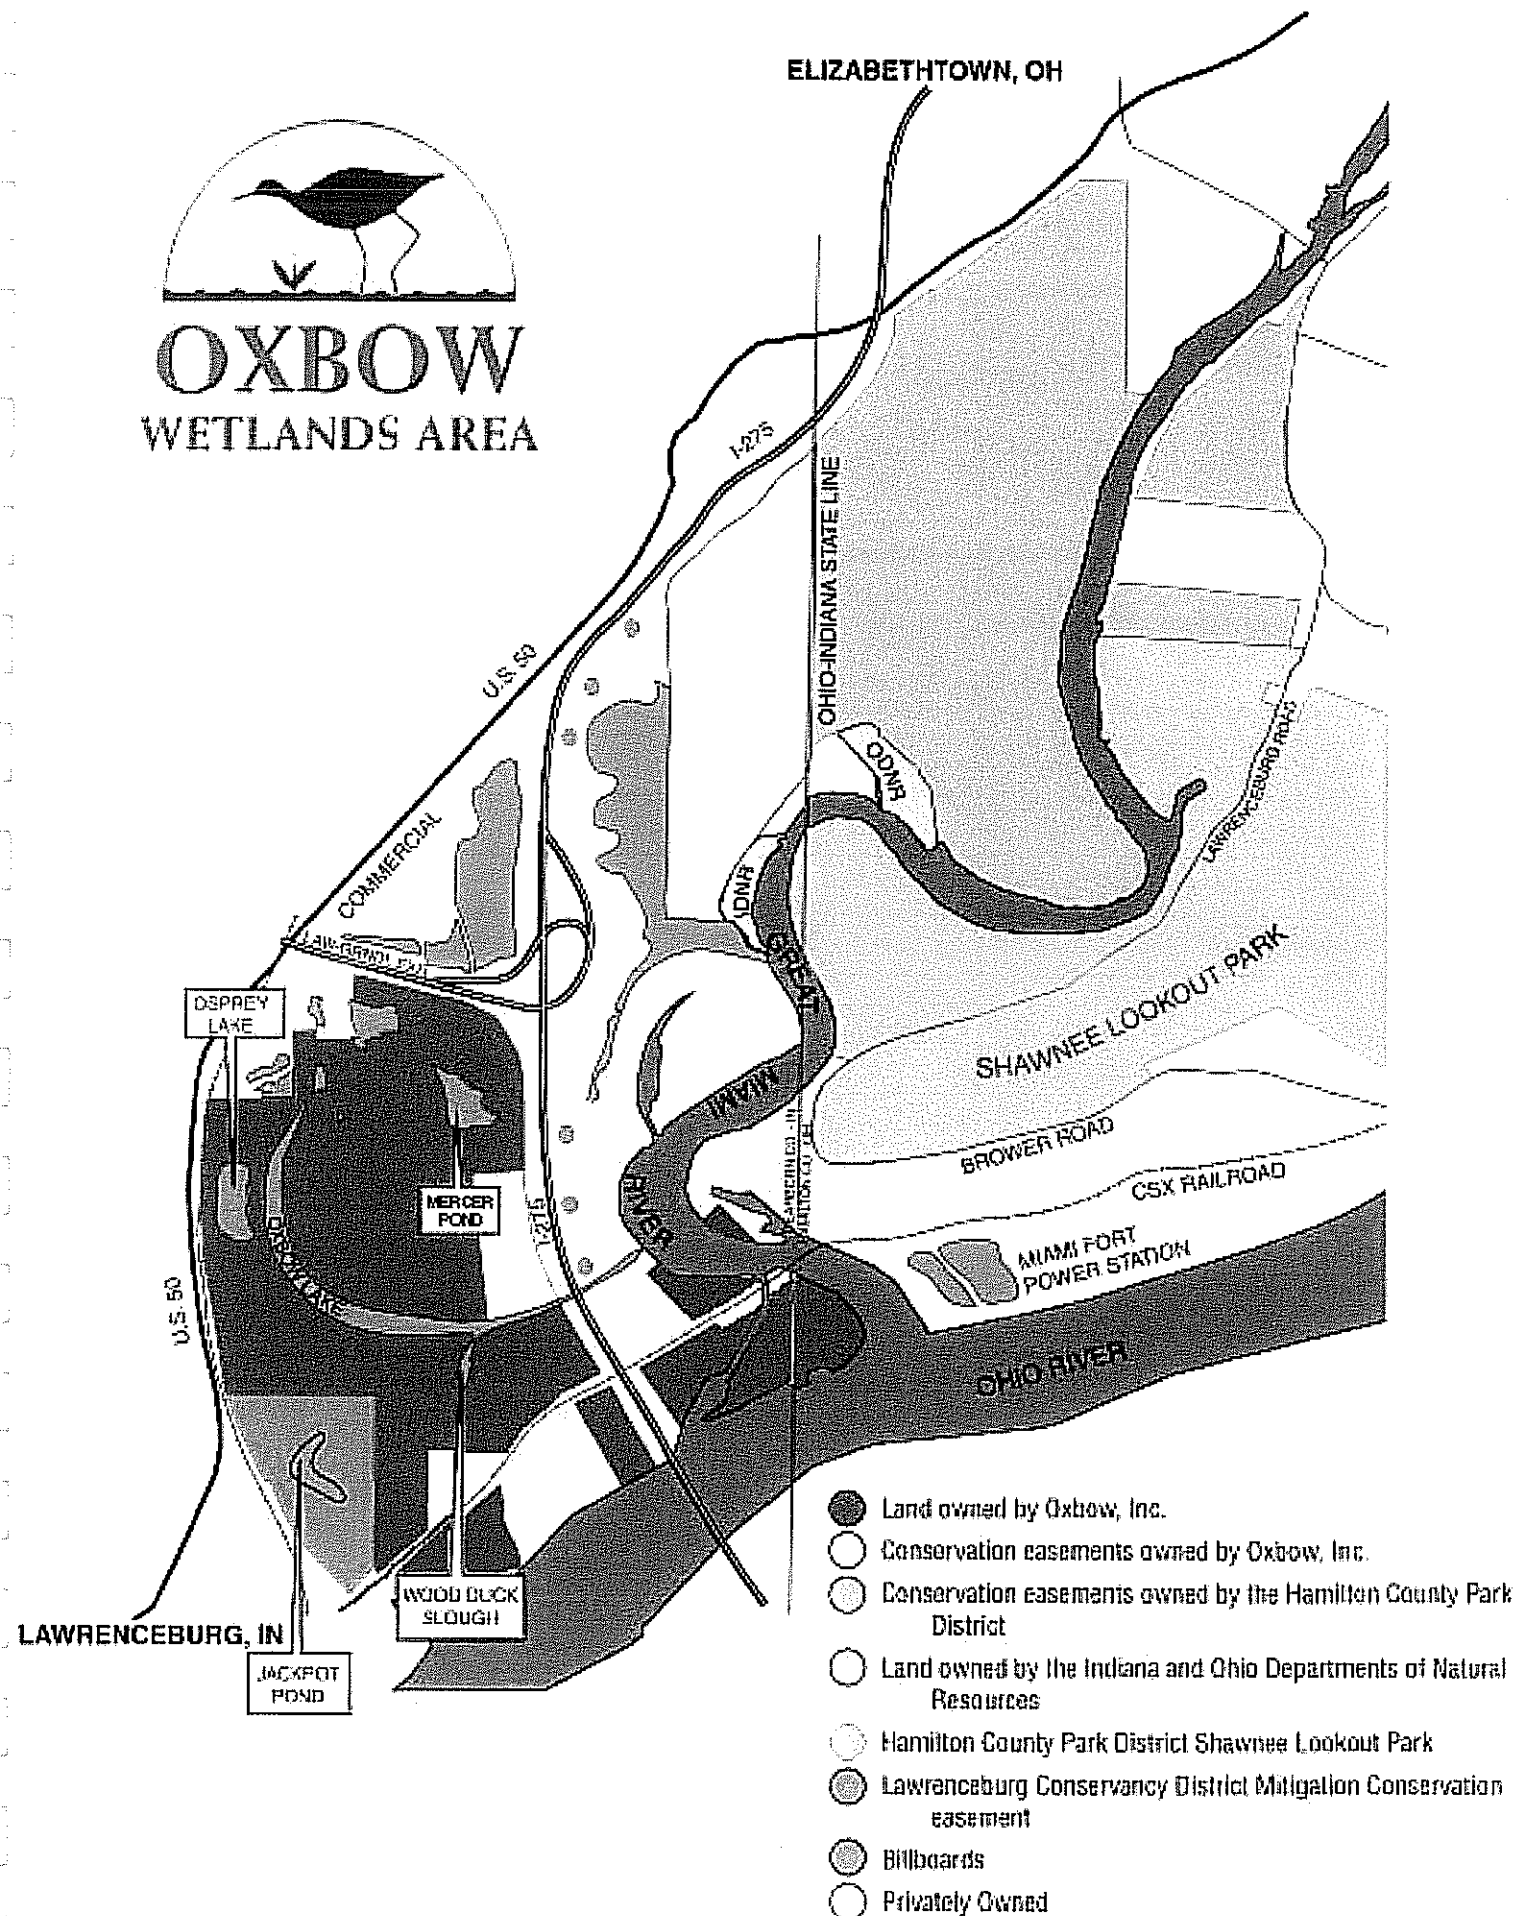 ELIZABETHTOWN, OH
OXBOW
WETLANDS AREA
I-275
OHIO-INDIANA STATE LINE
U.S. 50
ODNR
LAWRENCEBURG ROAD
COMMERCIAL
IDNR
GREAT
MIAMI
RIVER
OSPREY
LAKE
SHAWNEE LOOKOUT PARK
BROWER ROAD
CSX RAILROAD
MERCER
POND
I-275
OXBOW LAKE
MIAMI FORT
POWER STATION
U.S. 50
OHIO RIVER
WOOD DUCK
SLOUGH
LAWRENCEBURG, IN
JACKPOT
POND
Land owned by Oxbow, Inc.
Conservation easements owned by Oxbow, Inc.
Conservation easements owned by the Hamilton County Park
District
Land owned by the Indiana and Ohio Departments of Natural
Resources
Hamilton County Park District Shawnee Lookout Park
Lawrenceburg Conservancy District Mitigation Conservation
easement
Billboards
Privately Owned